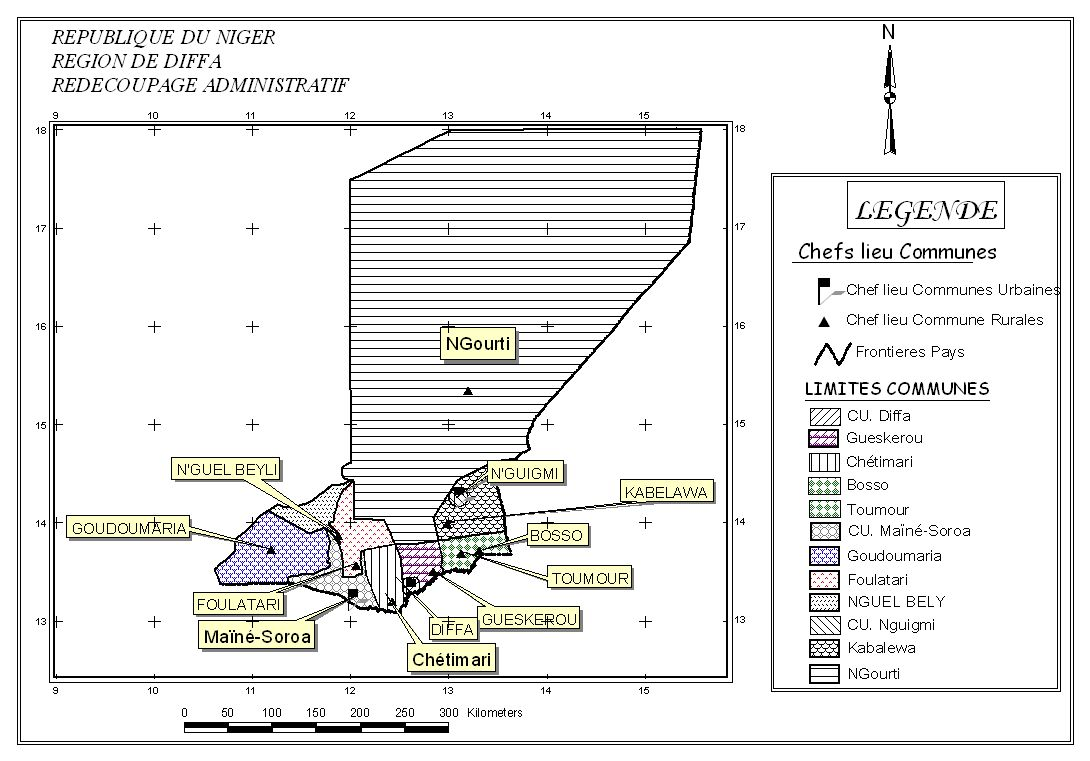 REPUBLIQUE DU NIGER
REGION DE DIFFA
REDECOUPAGE ADMINISTRATIF
N
9 10 11 12 13 14 15
18 18
17 17
16 16
15 15
14 14
13 13
9 10 11 12 13 14 15
NGourti
N'GUEL BEYLI
N'GUIGMI
KABELAWA
GOUDOUMARIA
BOSSO
TOUMOUR
FOULATARI
GUESKEROU
DIFFA
Maïné-Soroa
Chétimari
0 50 100 150 200 250 300 Kilometers
LEGENDE
Chefs lieu Communes
Chef lieu Communes Urbaines
Chef lieu Commune Rurales
Frontieres Pays
LIMITES COMMUNES
CU. Diffa
Gueskerou
Chétimari
Bosso
Toumour
CU. Maïné-Soroa
Goudoumaria
Foulatari
NGUEL BELY
CU. Nguigmi
Kabalewa
NGourti